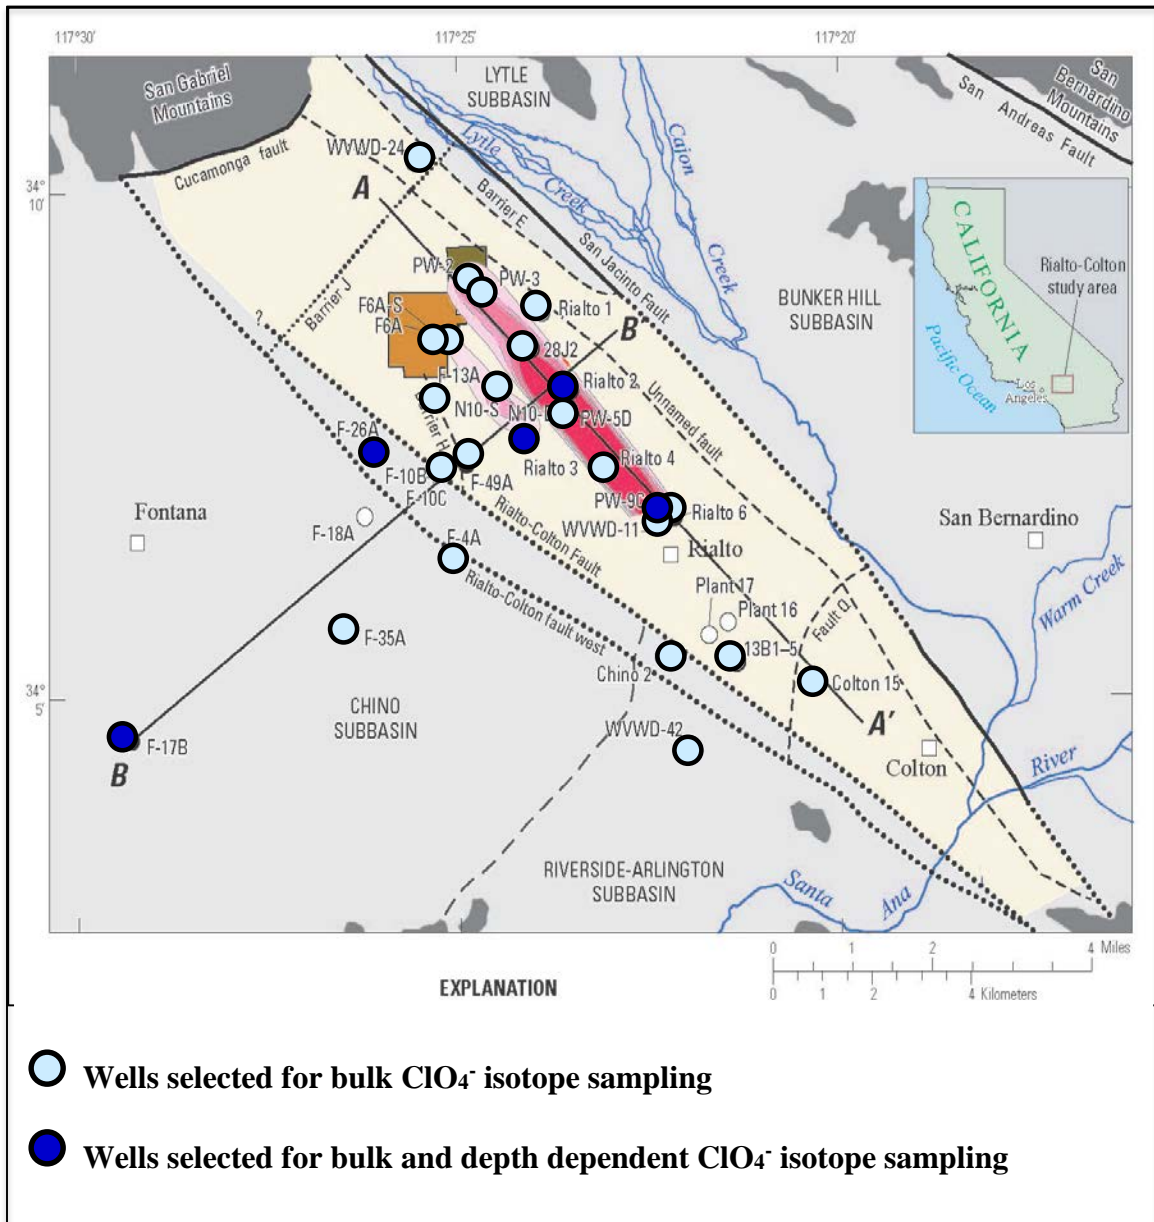 117°30'
117°25'
117°20'
San Gabriel
Mountains
LYTLE
SUBBASIN
San
Bernardino
Mountains
San Andreas Fault
WVWD-24
Lytle
Creek
Cajon
Creek
Cucamonga fault
34°
10'
A
Barrier E
San Jacinto Fault
CALIFORNIA
Rialto-Colton
study area
Pacific Ocean
Los
Angeles
PW-2
PW-3
Rialto 1
BUNKER HILL
SUBBASIN
F6A-S
F6A
Barrier J
?
B'
28J2
F-13A
Rialto 2
Unnamed fault
N10-S
PW-5D
Barrier H
F-26A
Rialto 3
Rialto 4
F-10B
F-49A
F-10C
PW-9C
Rialto 6
Fontana
F-18A
WVWD-11
San Bernardino
Rialto-Colton Fault
F-4A
Rialto
Rialto-Colton fault west
Plant 17
Plant 16
Fault Q
Warm Creek
F-35A
13B1–5
Chino 2
Colton 15
34°
5'
CHINO
SUBBASIN
WVWD-42
A'
F-17B
B
Colton
River
RIVERSIDE-ARLINGTON
SUBBASIN
Santa
Ana
0 1 2 4 Miles
0 1 2 4 Kilometers
EXPLANATION
Wells selected for bulk ClO₄⁻ isotope sampling
Wells selected for bulk and depth dependent ClO₄⁻ isotope sampling